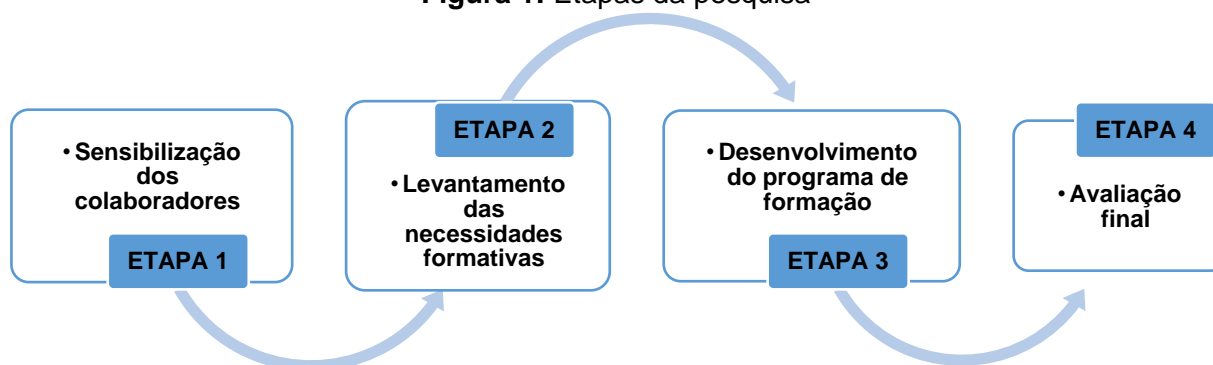 Figura 1. Etapas da pesquisa
• Sensibilização
dos
colaboradores
ETAPA 1
ETAPA 2
• Levantamento
das
necessidades
formativas
• Desenvolvimento
do programa de
formação
ETAPA 3
ETAPA 4
• Avaliação
final